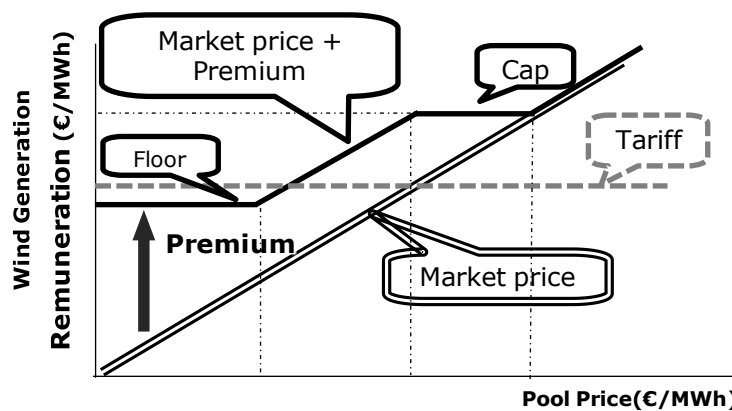 Market price +
Premium
Cap
Tariff
Floor
Wind Generation
Remuneration (€/MWh)
Premium
Market price
Pool Price(€/MWh)